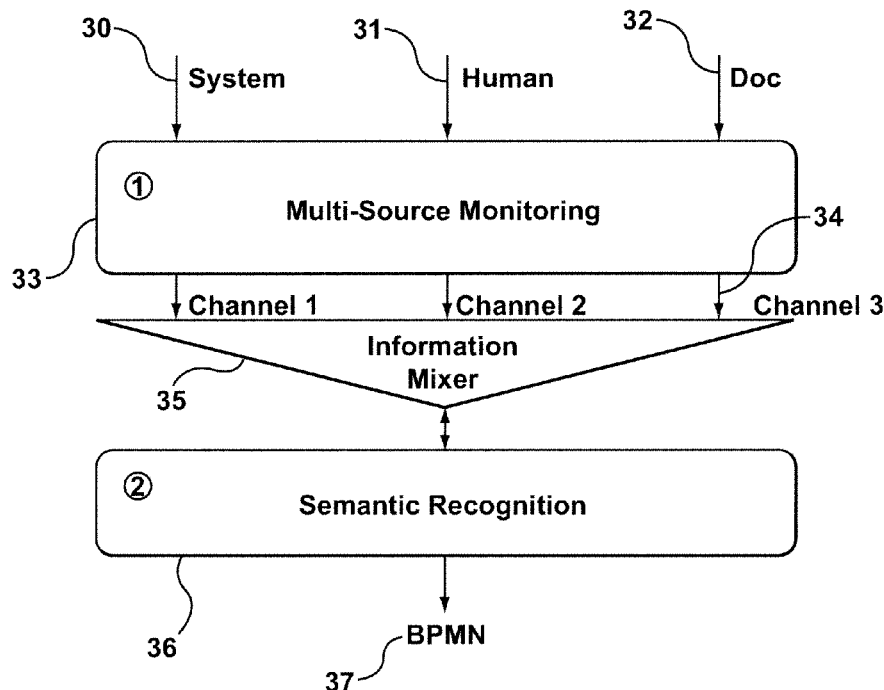 30
31
32
System
Human
Doc
①
Multi-Source Monitoring
33
34
Channel 1
Channel 2
Channel 3
Information
Mixer
35
②
Semantic Recognition
36
BPMN
37